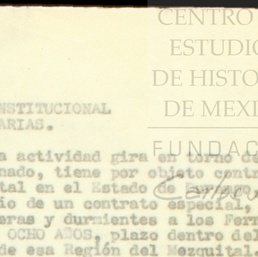 CENTRO
ESTUDIO
DE HISTO
DE MEXI
FUNDAC
NSTITUCIONAL
ARIAS.
a actividad gira en torno de
nado, tiene por objeto contr
tal en el Estado de
io de un contrato especial,
eras y durmientes a los Ferr
OCHO AÑOS, plazo dentro del
de esa Región del Mezquital.